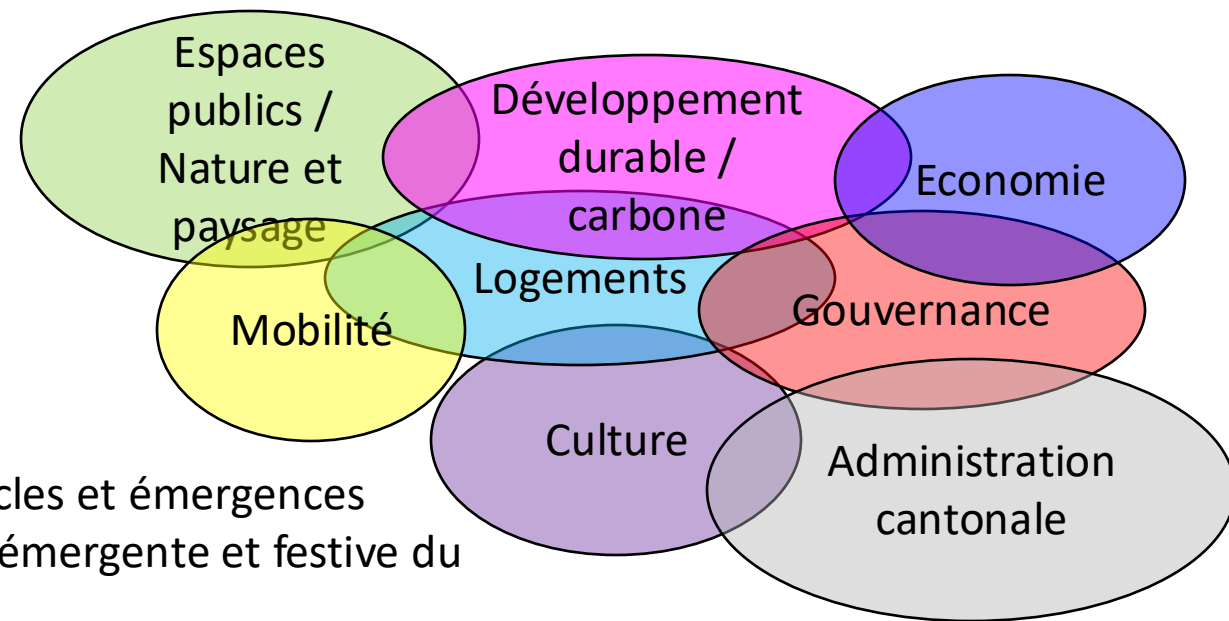 Espaces
publics /
Nature et
paysage
Développement
durable /
carbone
Economie
Logements
Gouvernance
Mobilité
Culture
Administration
cantonale
cles et émergences
émergente et festive du